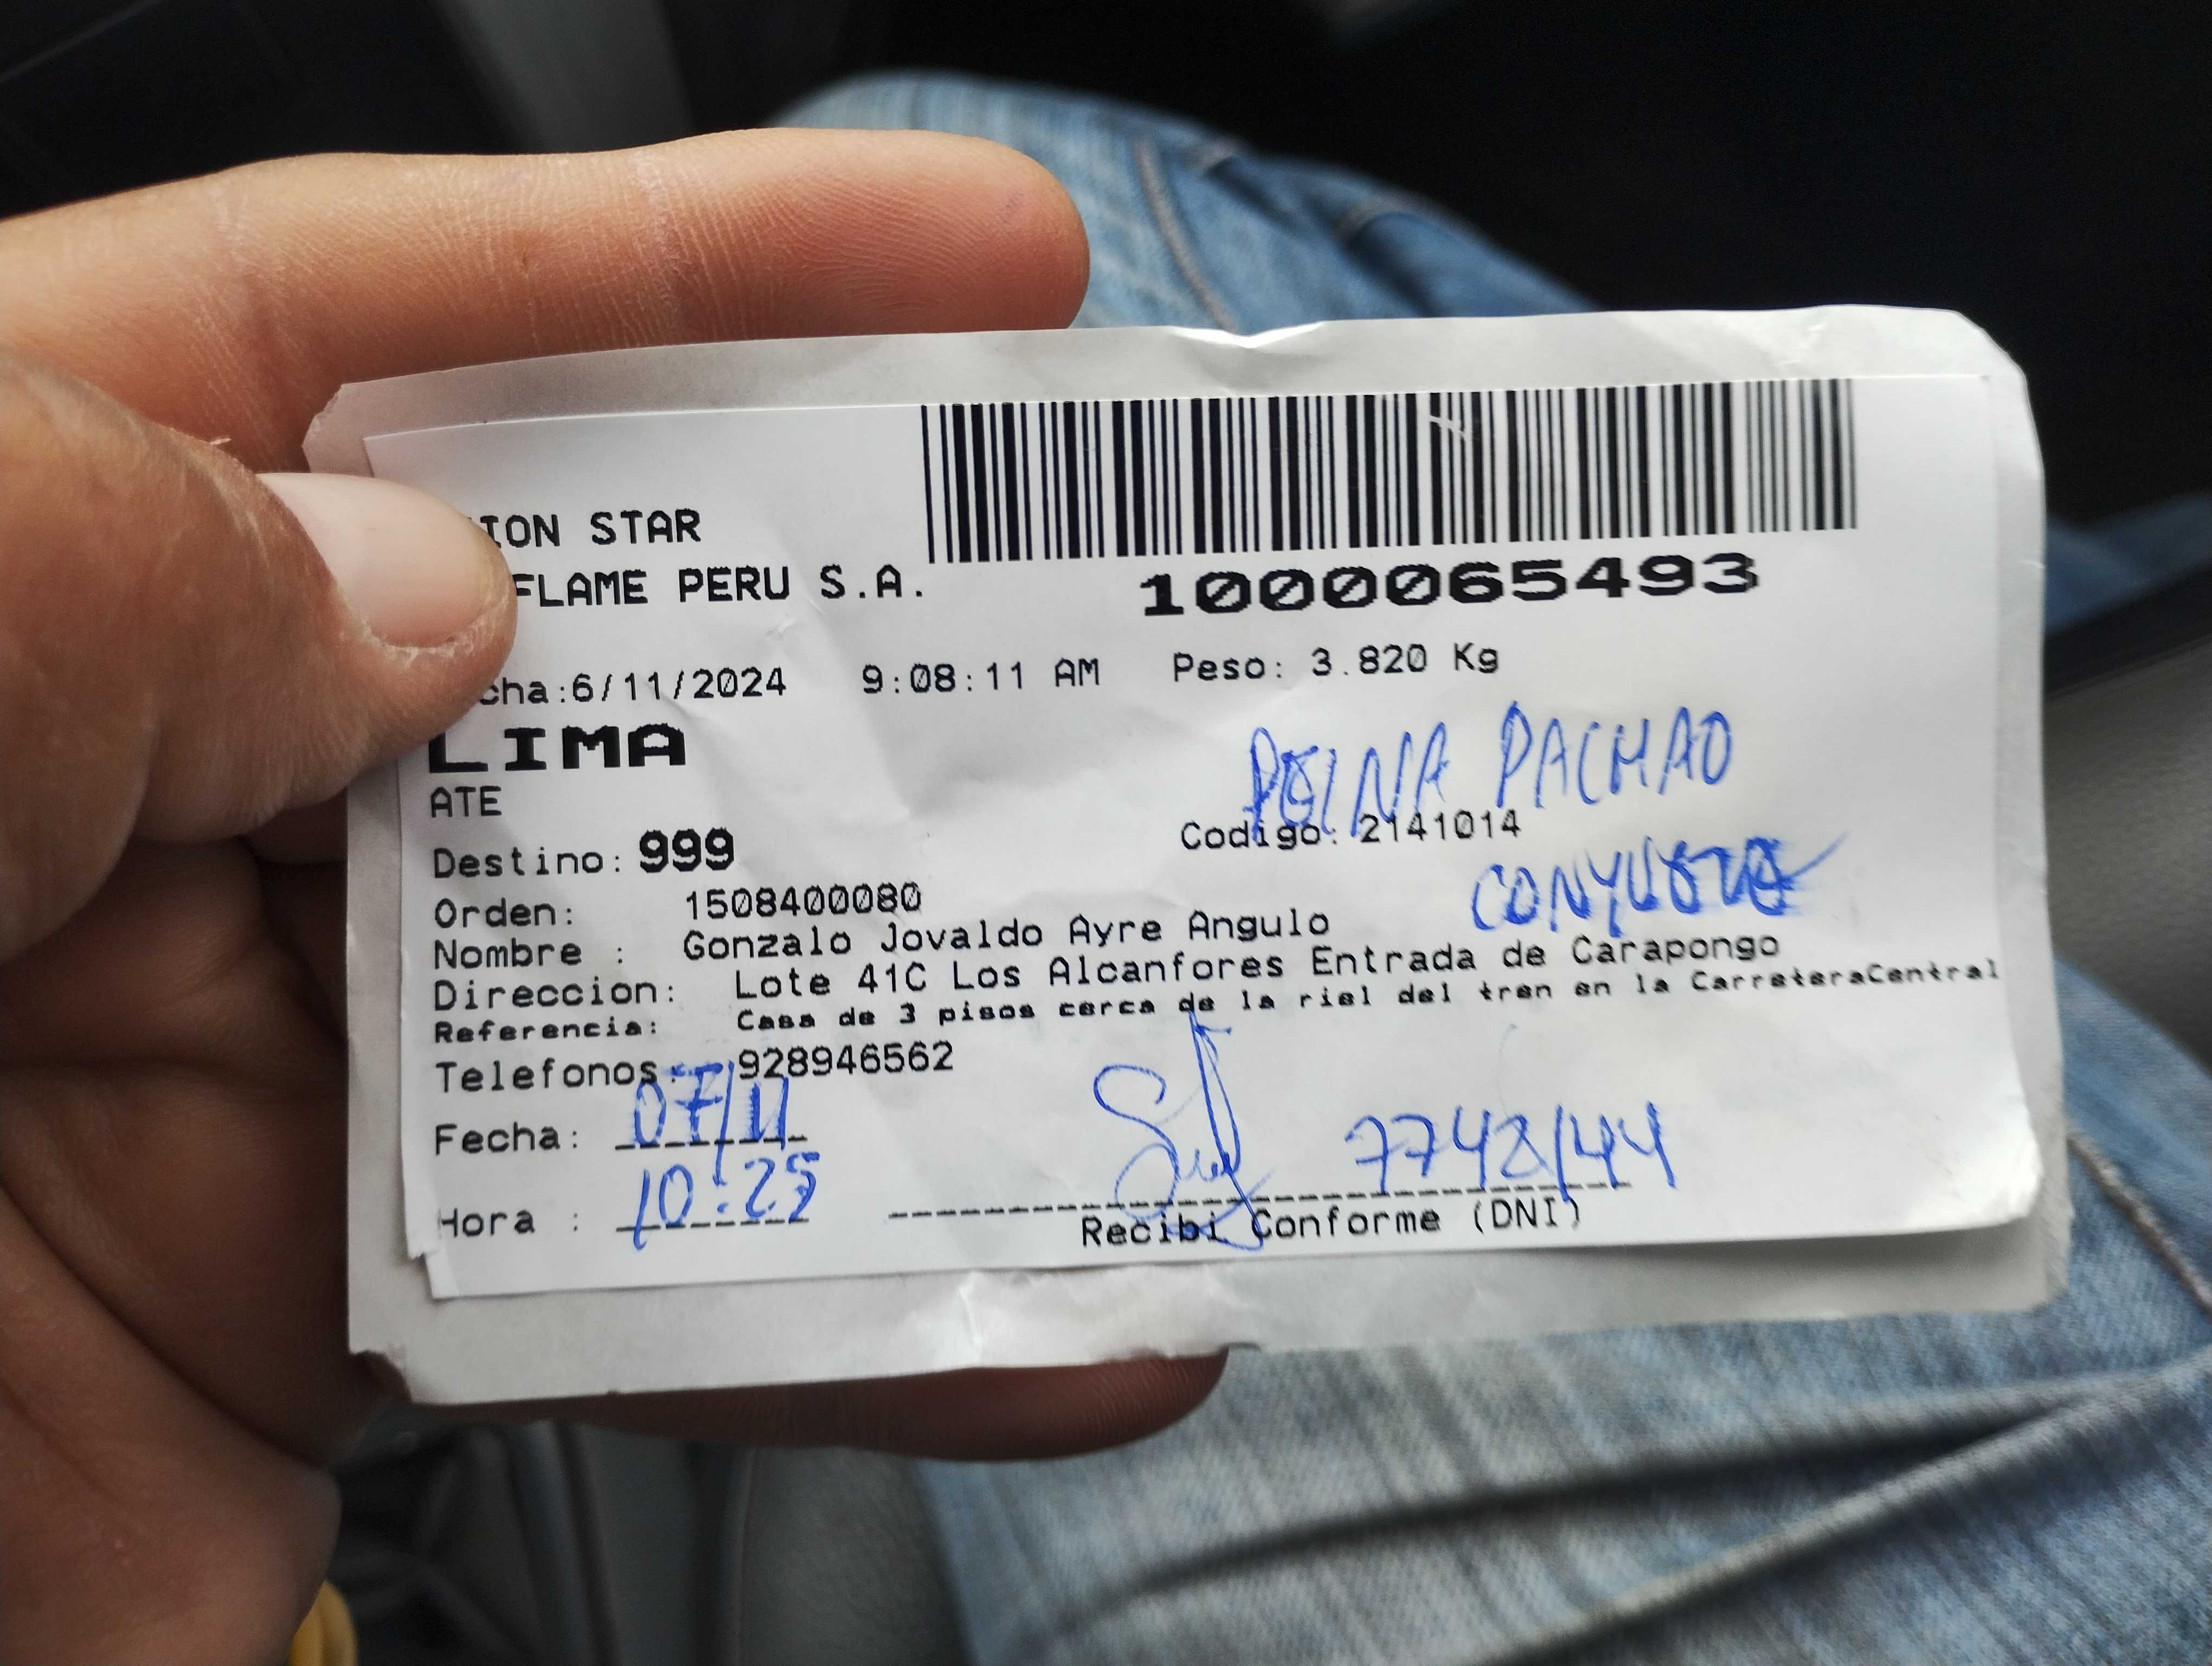 ION STAR
FLAME PERU S.A.
1000065493
cha:6/11/2024 9:08:11 AM Peso: 3.820 Kg
LIMA
PACHAO
ATE
Codigo: 2141014
Destino: 999
Orden: 1508400080
Nombre : Gonzalo Jovaldo Ayre Angulo
Direccion: Lote 41C Los Alcanfores Entrada de Carapongo
Referencia: Casa de 3 pisos cerca de la riel del tren en la CarreteraCentral
Telefonos: 928946562
Fecha: 07/11
Hora : 10:25
Recibi Conforme (DNI)